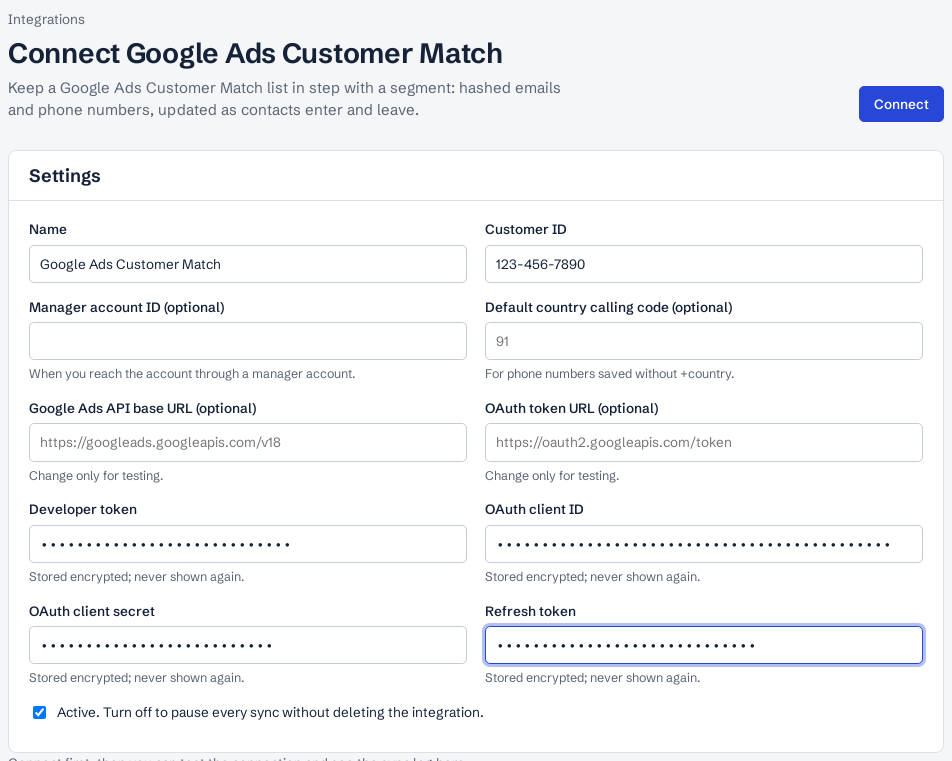 Integrations
Connect Google Ads Customer Match
Keep a Google Ads Customer Match list in step with a segment: hashed emails
and phone numbers, updated as contacts enter and leave.
Connect
Settings
Name
Customer ID
Google Ads Customer Match
123-456-7890
Manager account ID (optional)
Default country calling code (optional)
91
When you reach the account through a manager account.
For phone numbers saved without +country.
Google Ads API base URL (optional)
OAuth token URL (optional)
https://googleads.googleapis.com/v18
https://oauth2.googleapis.com/token
Change only for testing.
Change only for testing.
Developer token
OAuth client ID
Stored encrypted; never shown again.
Stored encrypted; never shown again.
OAuth client secret
Refresh token
Stored encrypted; never shown again.
Stored encrypted; never shown again.
Active. Turn off to pause every sync without deleting the integration.